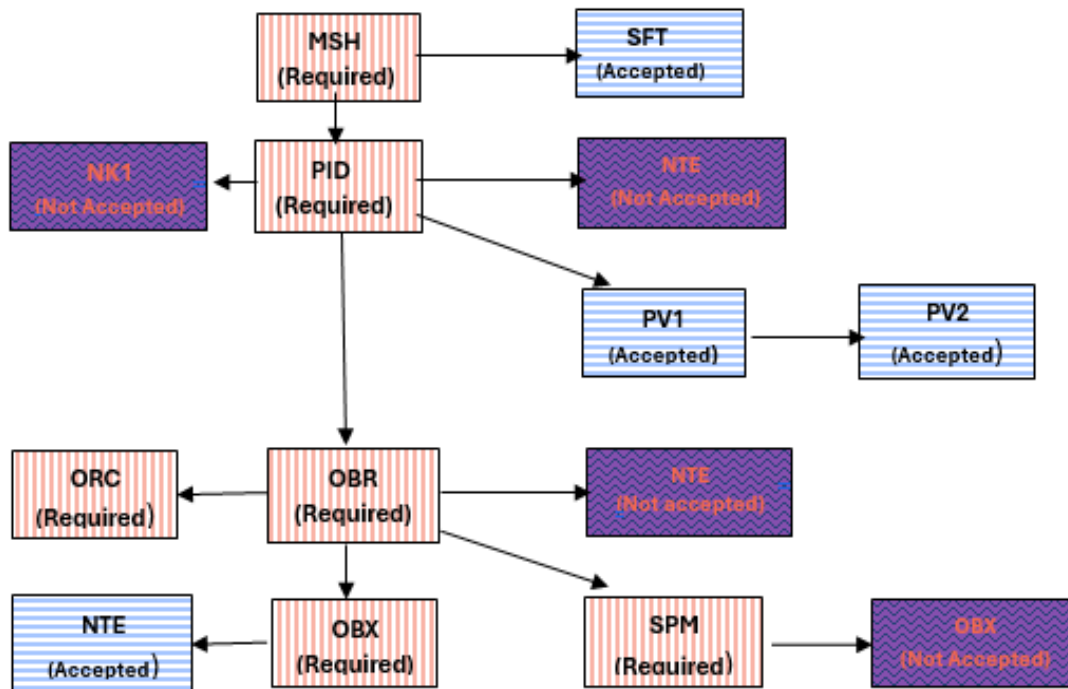 MSH
(Required)
SFT
(Accepted)
NK1
(Not Accepted)
PID
(Required)
NTE
(Not Accepted)
PV1
(Accepted)
PV2
(Accepted)
ORC
(Required)
OBR
(Required)
NTE
(Not accepted)
NTE
(Accepted)
OBX
(Required)
SPM
(Required)
OBX
(Not Accepted)